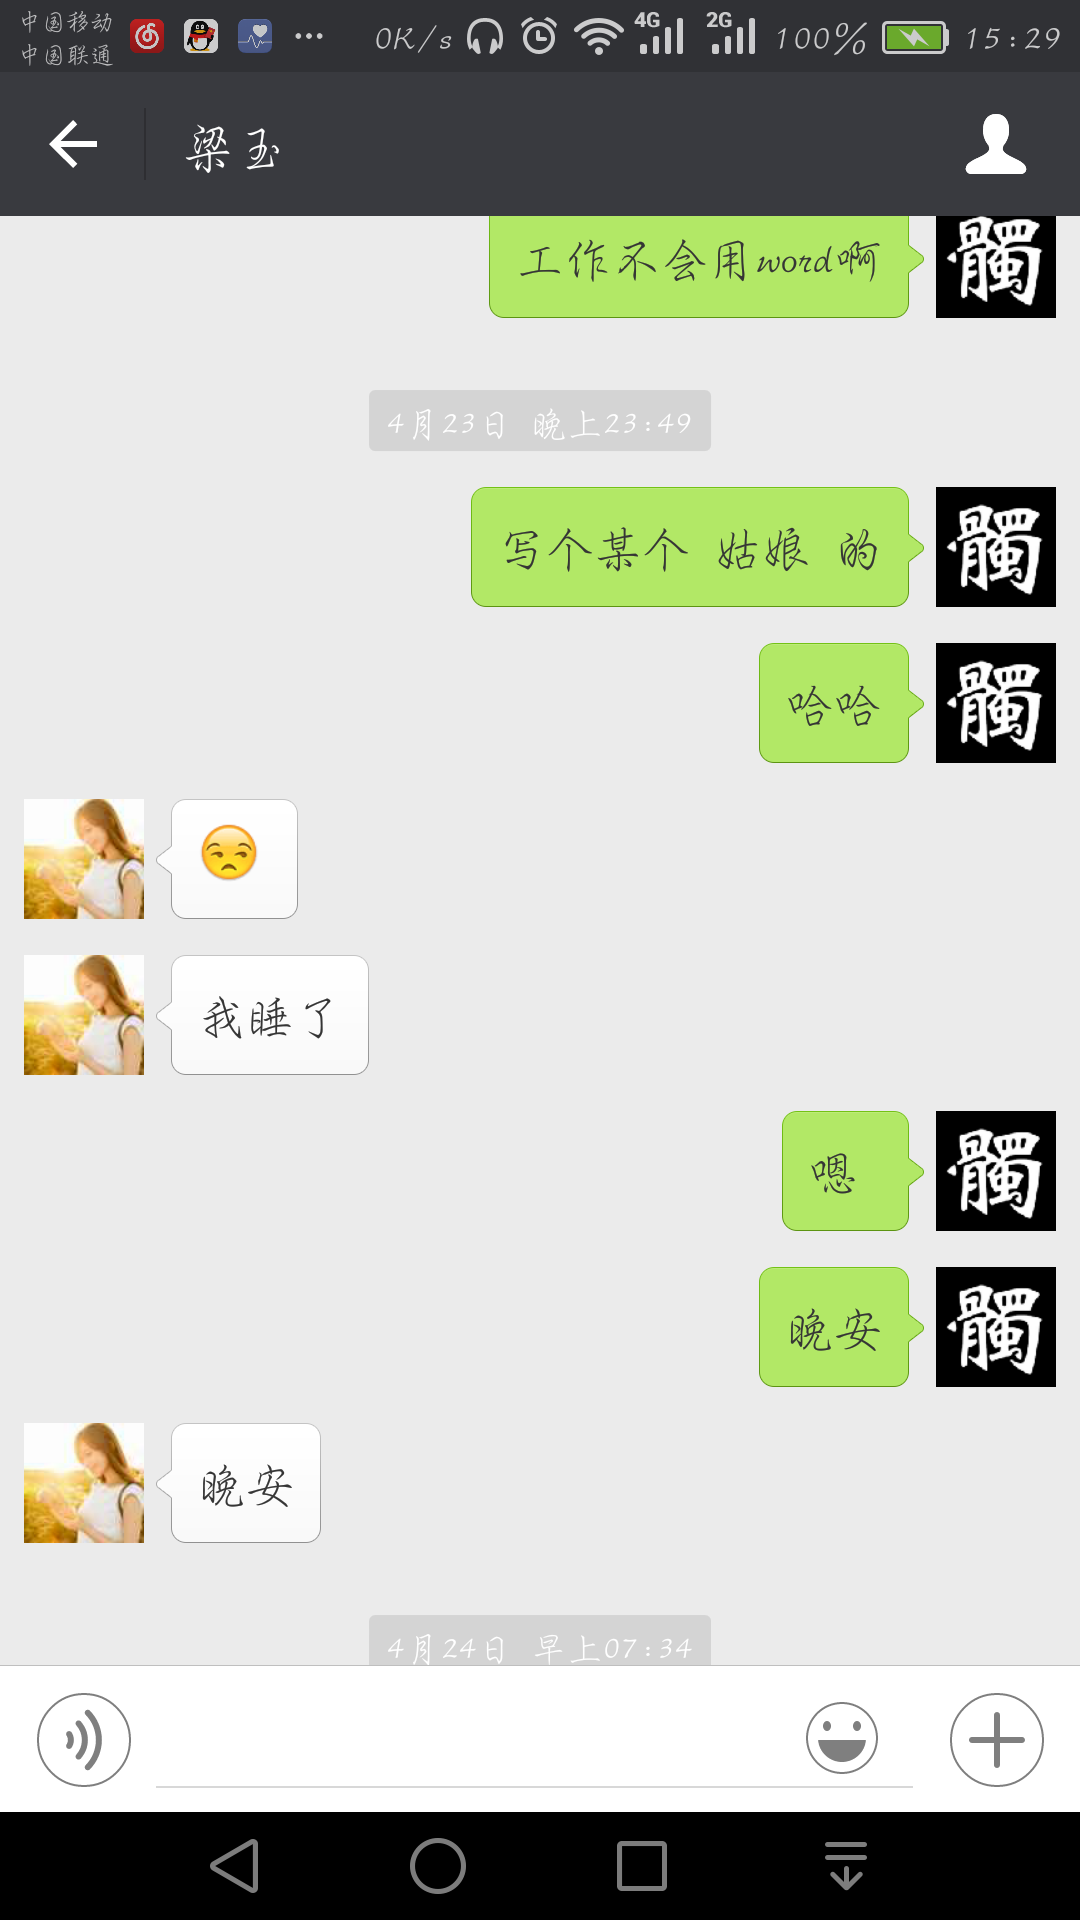 中国移动
中国联通
0K/s
4G
2G
100%
15:29
梁玉
工作不会用word啊
髑
4月23日 晚上23:49
写个某个 姑娘 的
髑
哈哈
髑
我睡了
嗯
髑
晚安
髑
晚安
4月24日 早上07:34